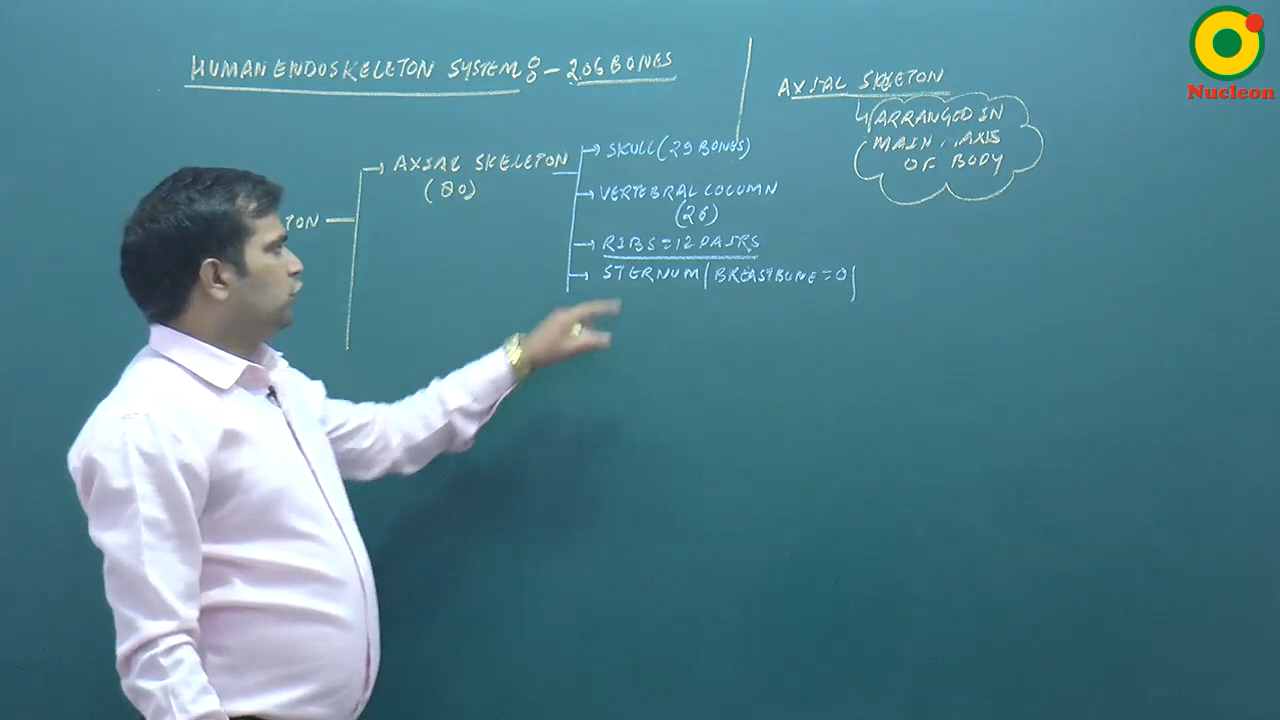 HUMAN ENDOSKELETON SYSTEM :- 206 BONES
AXIAL SKELETON
(80)
TON
SKULL (29 BONES)
VERTEBRAL COLUMN
(26)
RIBS = 12 PAIRS
STERNUM / BREASTBONE = 01
AXIAL SKELETON
ARRANGED IN
MAIN AXIS
OF BODY
Nucleon